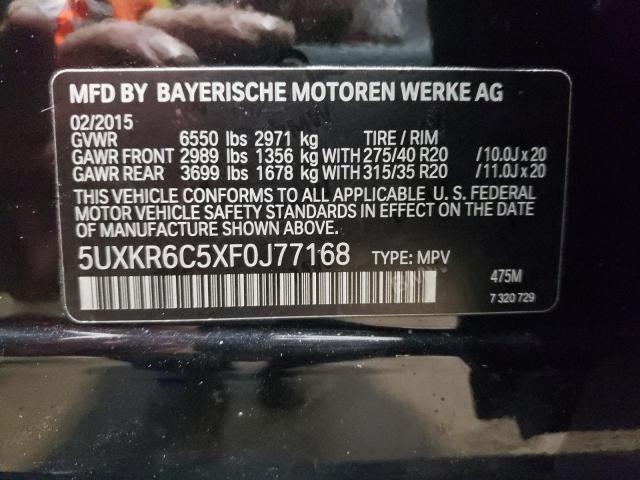 MFD BY BAYERISCHE MOTOREN WERKE AG
02/2015
GVWR 6550 lbs 2971 kg TIRE / RIM
GAWR FRONT 2989 lbs 1356 kg WITH 275/40 R20 /10.0J x 20
GAWR REAR 3699 lbs 1678 kg WITH 315/35 R20 /11.0J x 20
THIS VEHICLE CONFORMS TO ALL APPLICABLE U. S. FEDERAL
MOTOR VEHICLE SAFETY STANDARDS IN EFFECT ON THE DATE
OF MANUFACTURE SHOWN ABOVE.
5UXKR6C5XF0J77168 TYPE: MPV
475M
7 320 729